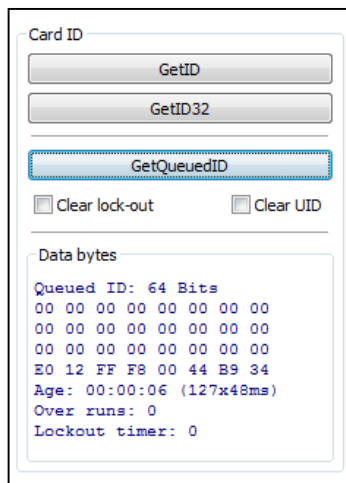 Card ID
GetID
GetID32
GetQueuedID
Clear lock-out Clear UID
Data bytes
Queued ID: 64 Bits
00 00 00 00 00 00 00 00
00 00 00 00 00 00 00 00
00 00 00 00 00 00 00 00
E0 12 FF F8 00 44 B9 34
Age: 00:00:06 (127x48ms)
Over runs: 0
Lockout timer: 0